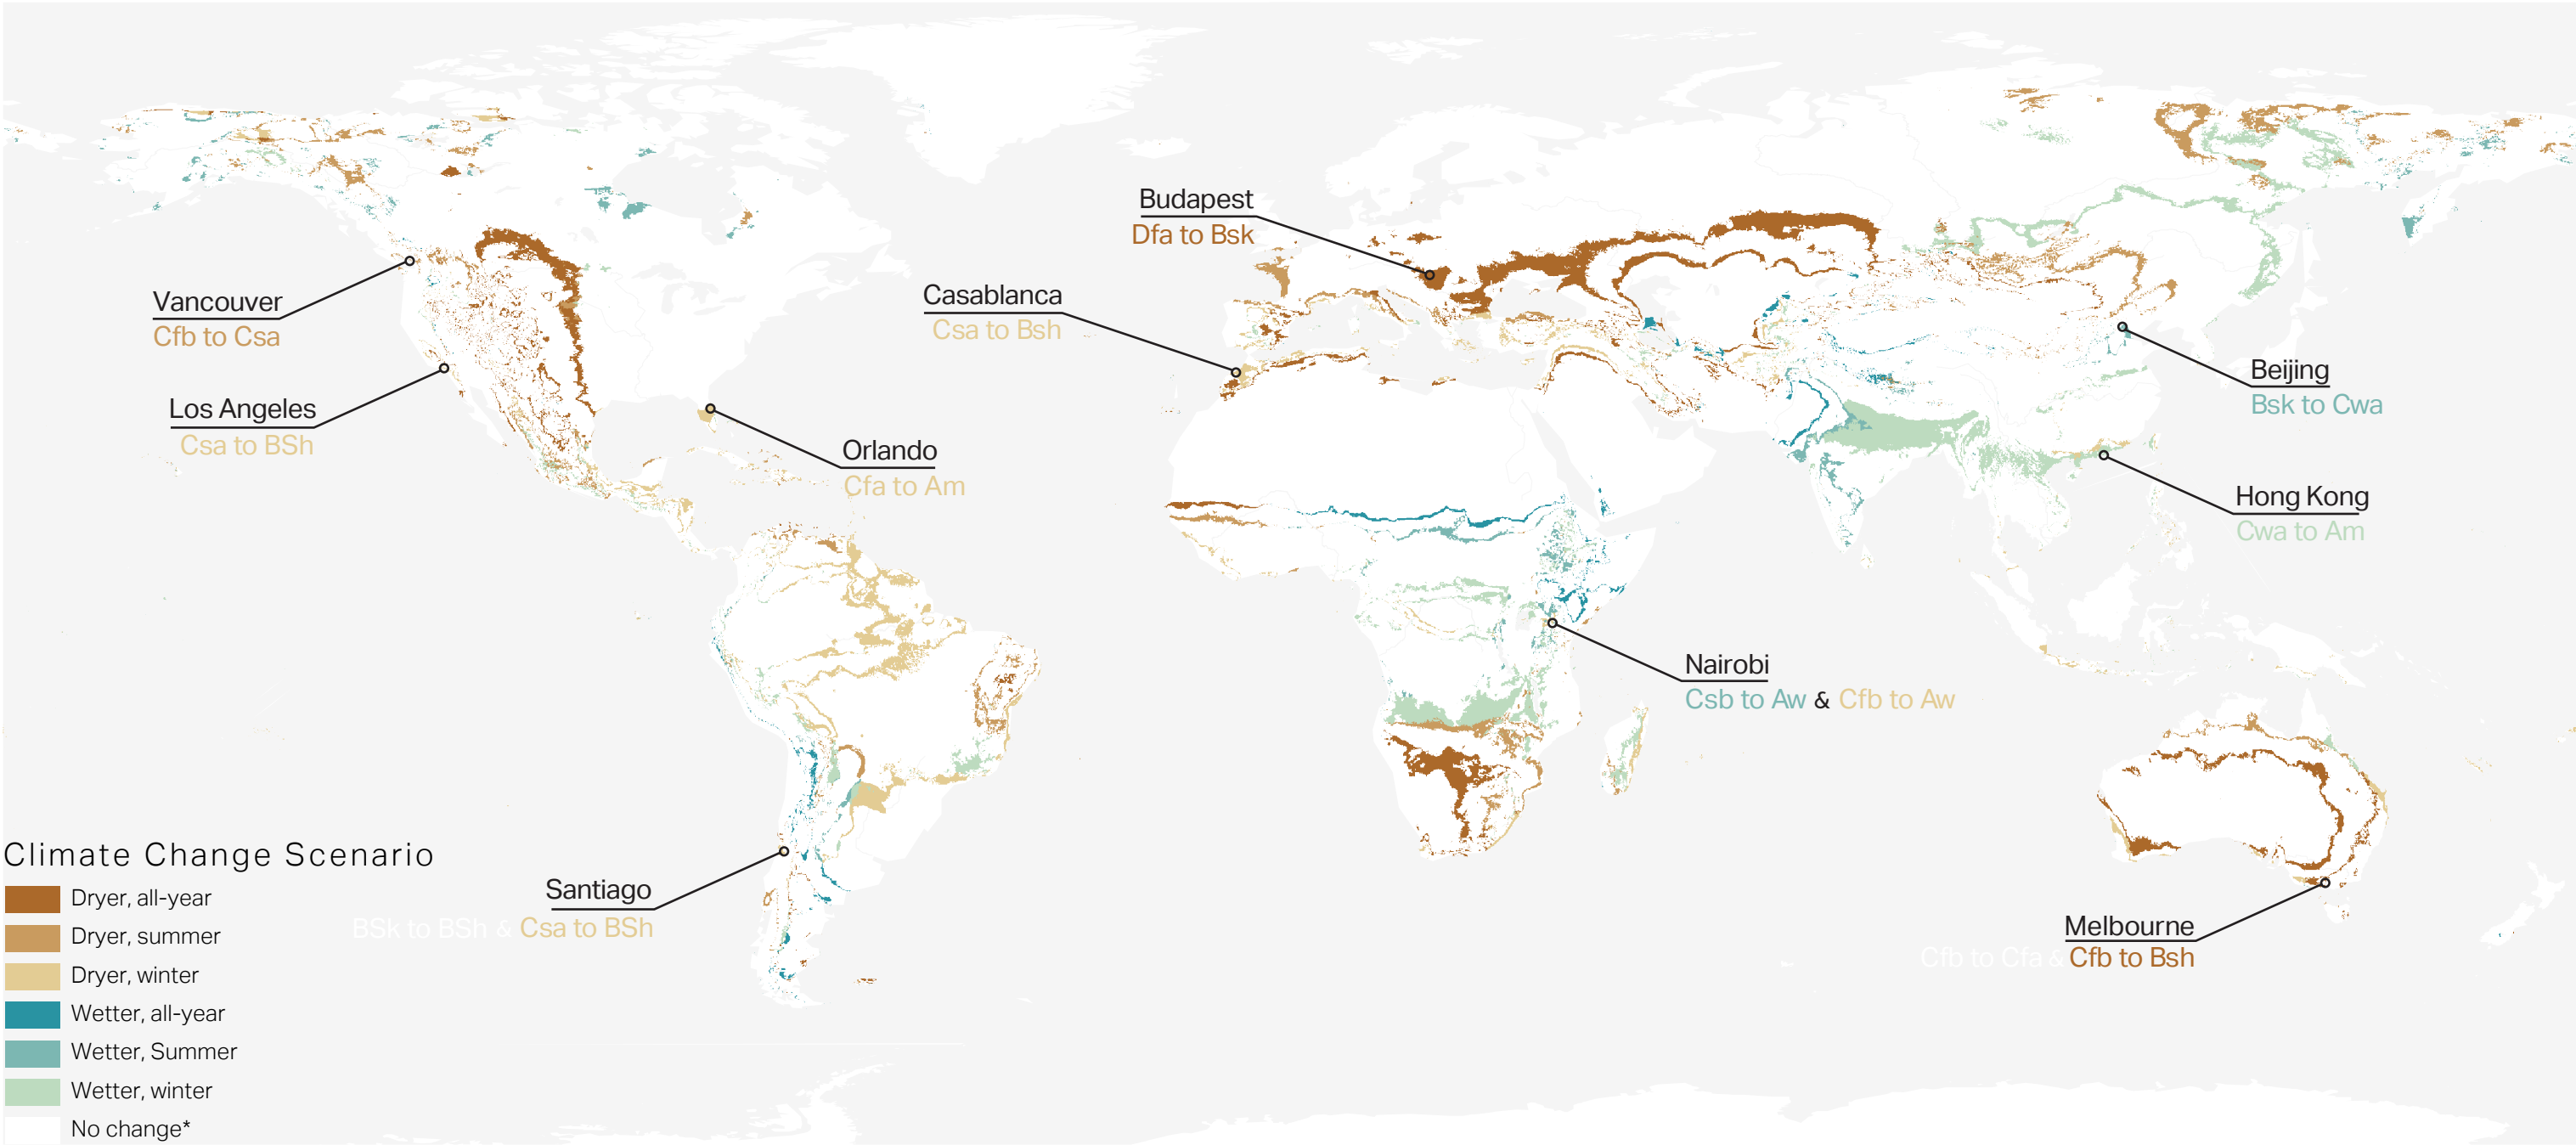 Budapest
Dfa to Bsk
Vancouver
Cfb to Csa
Casablanca
Csa to Bsh
Los Angeles
Csa to BSh
Orlando
Cfa to Am
Beijing
Bsk to Cwa
Hong Kong
Cwa to Am
Nairobi
Csb to Aw & Cfb to Aw
Santiago
BSk to BSh & Csa to BSh
Melbourne
Cfb to Cfa & Cfb to Bsh
Climate Change Scenario
Dryer, all-year
Dryer, summer
Dryer, winter
Wetter, all-year
Wetter, Summer
Wetter, winter
No change*